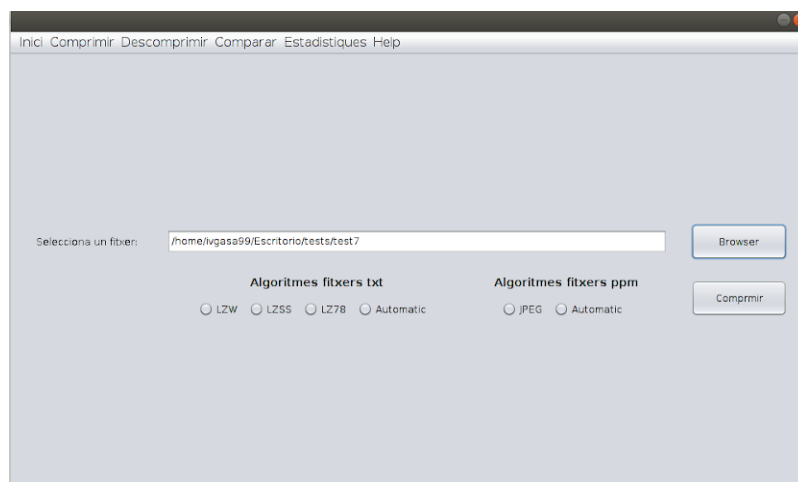 Inici Comprimir Descomprimir Comparar Estadistiques Help
Selecciona un fitxer: /home/ivgasa99/Escritorio/tests/test7 Browser
Algoritmes fitxers txt Algoritmes fitxers ppm
Comprmir
LZW LZSS LZ78 Automatic JPEG Automatic